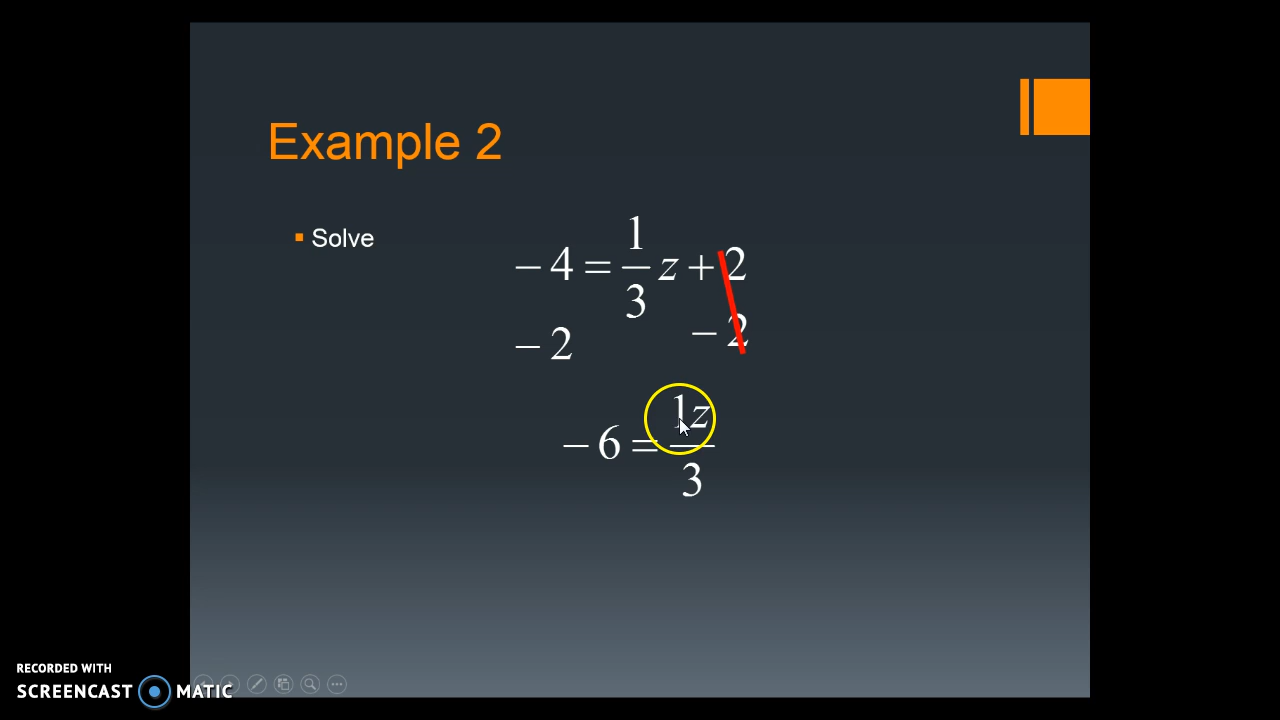 Example 2
▪ Solve
−4 = 1/3 z + 2
−2 −2
−6 = 1z/3
RECORDED WITH
SCREENCAST MATIC